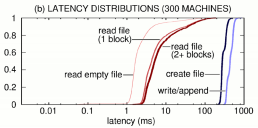 (b) LATENCY DISTRIBUTIONS (300 MACHINES)
1
0.8
0.6
0.4
0.2
0
read file
(1 block)
read file
(2+ blocks)
read empty file
create file
write/append
0.02 0.1 1 10 100 1000
latency (ms)